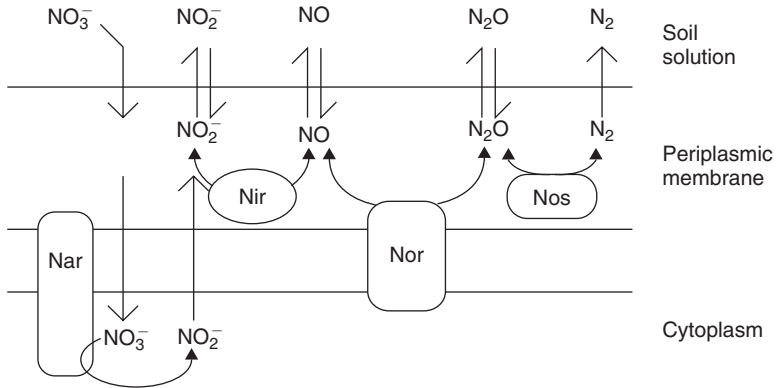 NO₃⁻ NO₂⁻ NO N₂O N₂
Soil
solution
NO₂⁻ NO N₂O N₂
Periplasmic
membrane
Nir Nos
Nar Nor
NO₃⁻ NO₂⁻ Cytoplasm